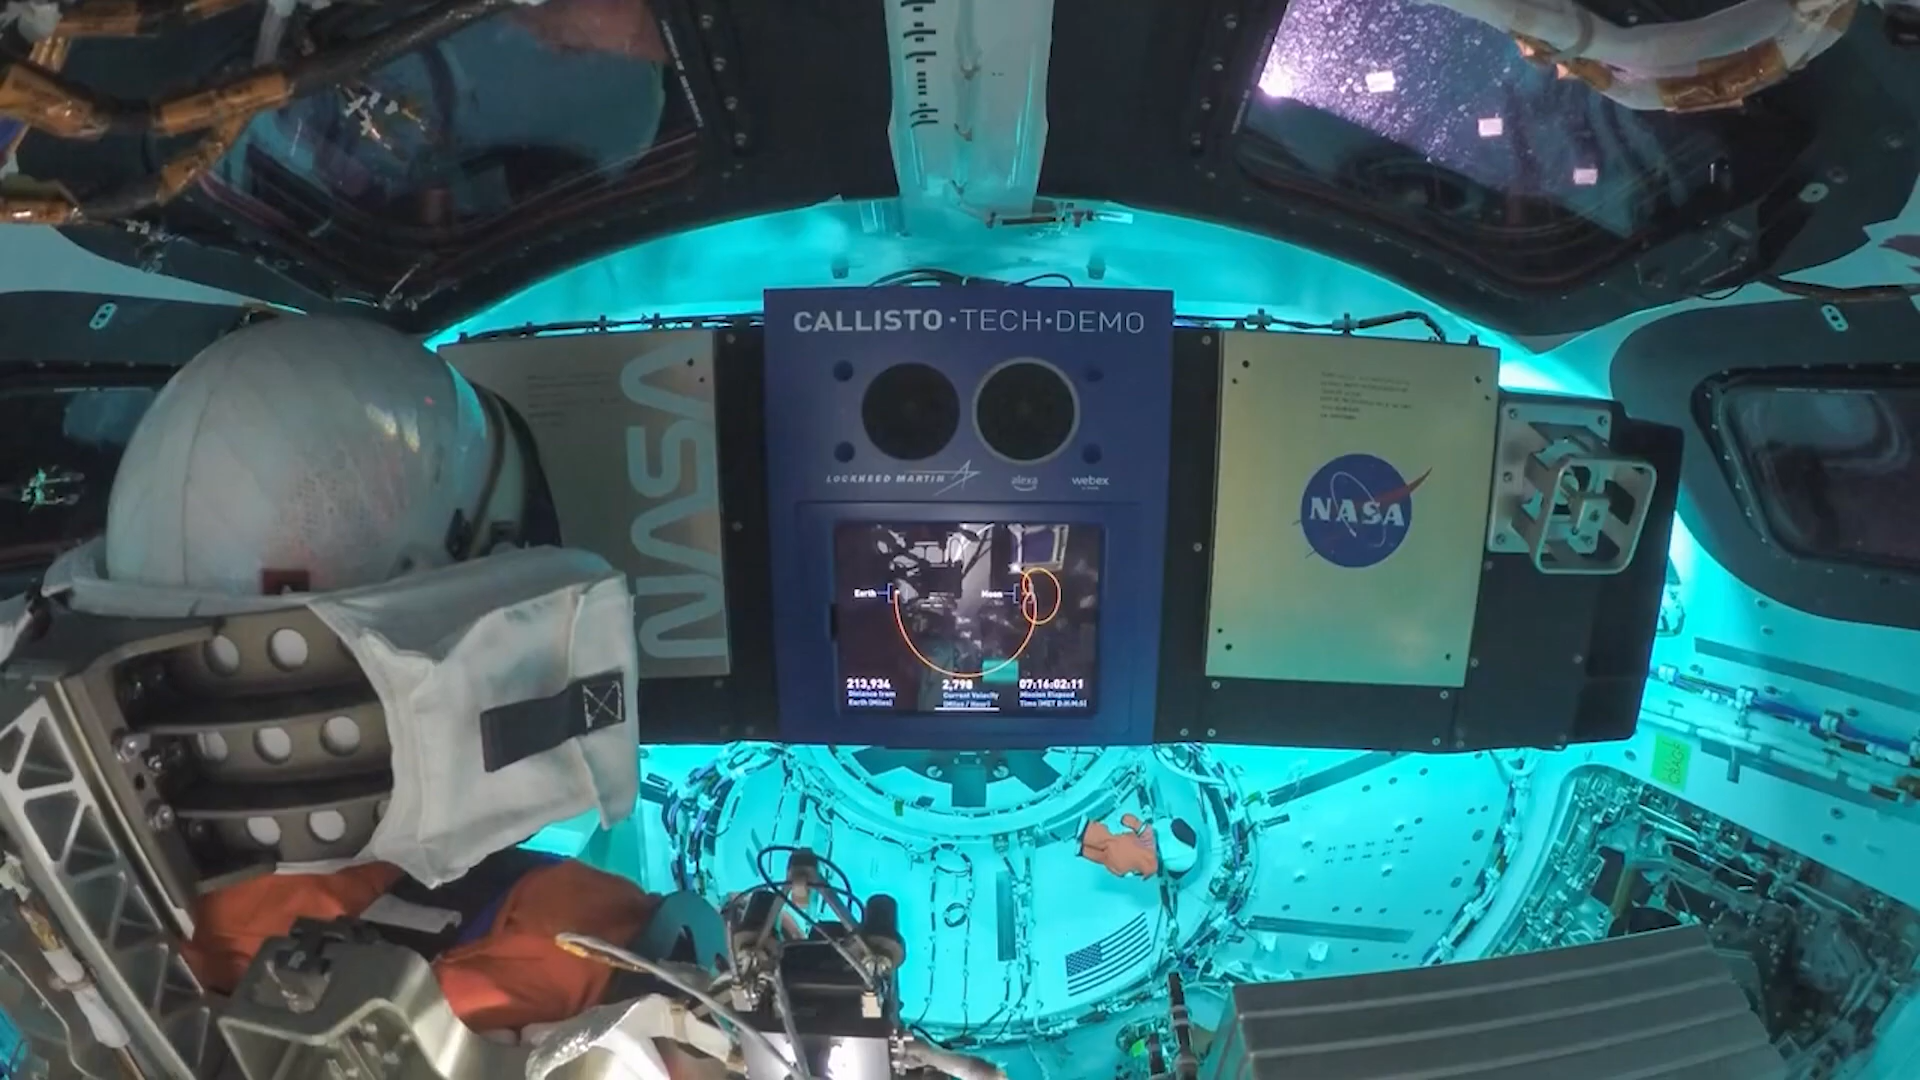 CALLISTO·TECH·DEMO
LOCKHEED MARTIN
alexa
webex
NASA
NASA
Earth
Moon
213,934
Distance from
Earth (Miles)
2,798
Current Velocity
(Miles / Hour)
07:16:02:11
Mission Elapsed
Time (MET D:H:M:S)